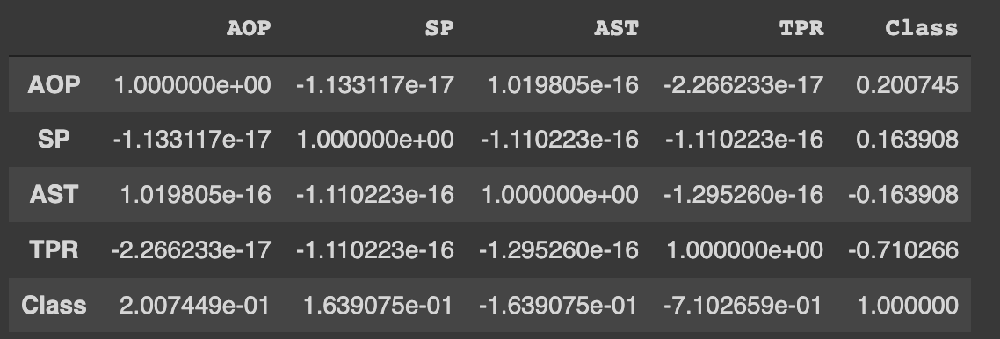 AOP SP AST TPR Class
AOP 1.000000e+00 -1.133117e-17 1.019805e-16 -2.266233e-17 0.200745
SP -1.133117e-17 1.000000e+00 -1.110223e-16 -1.110223e-16 0.163908
AST 1.019805e-16 -1.110223e-16 1.000000e+00 -1.295260e-16 -0.163908
TPR -2.266233e-17 -1.110223e-16 -1.295260e-16 1.000000e+00 -0.710266
Class 2.007449e-01 1.639075e-01 -1.639075e-01 -7.102659e-01 1.000000